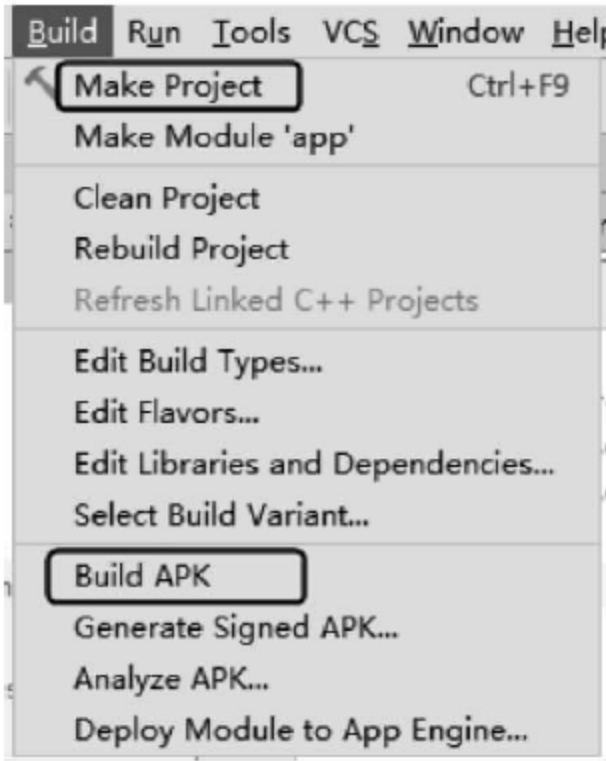 Build Run Tools VCS Window Help
Make Project Ctrl+F9
Make Module 'app'
Clean Project
Rebuild Project
Refresh Linked C++ Projects
Edit Build Types...
Edit Flavors...
Edit Libraries and Dependencies...
Select Build Variant...
Build APK
Generate Signed APK...
Analyze APK...
Deploy Module to App Engine...